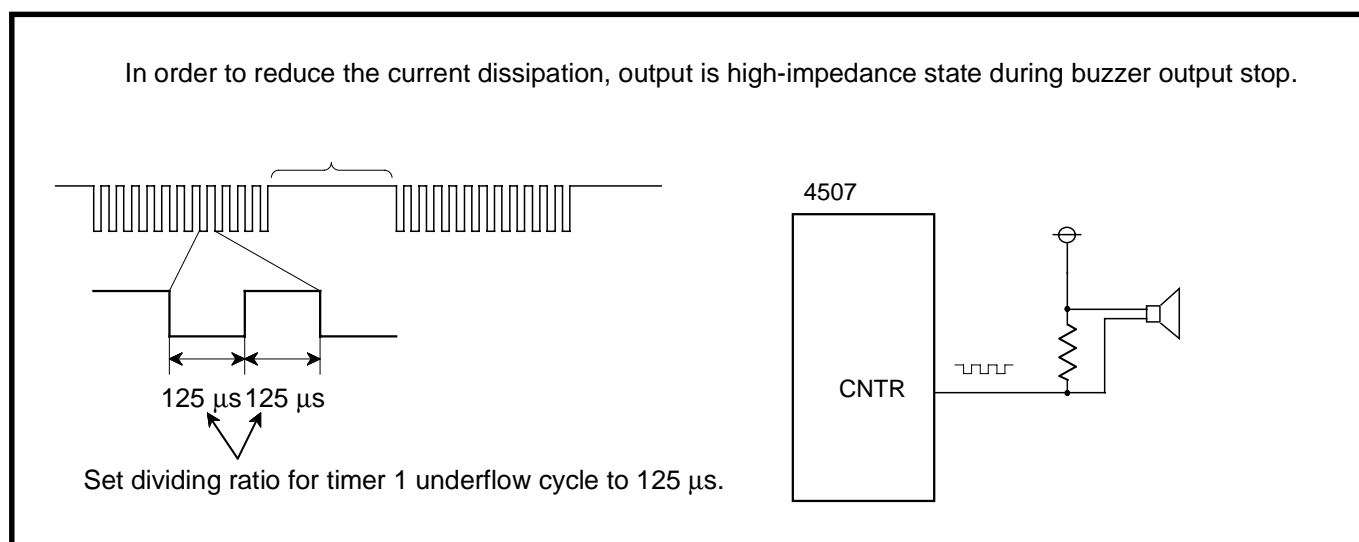 In order to reduce the current dissipation, output is high-impedance state during buzzer output stop.
4507
CNTR
125 μs 125 μs
Set dividing ratio for timer 1 underflow cycle to 125 μs.